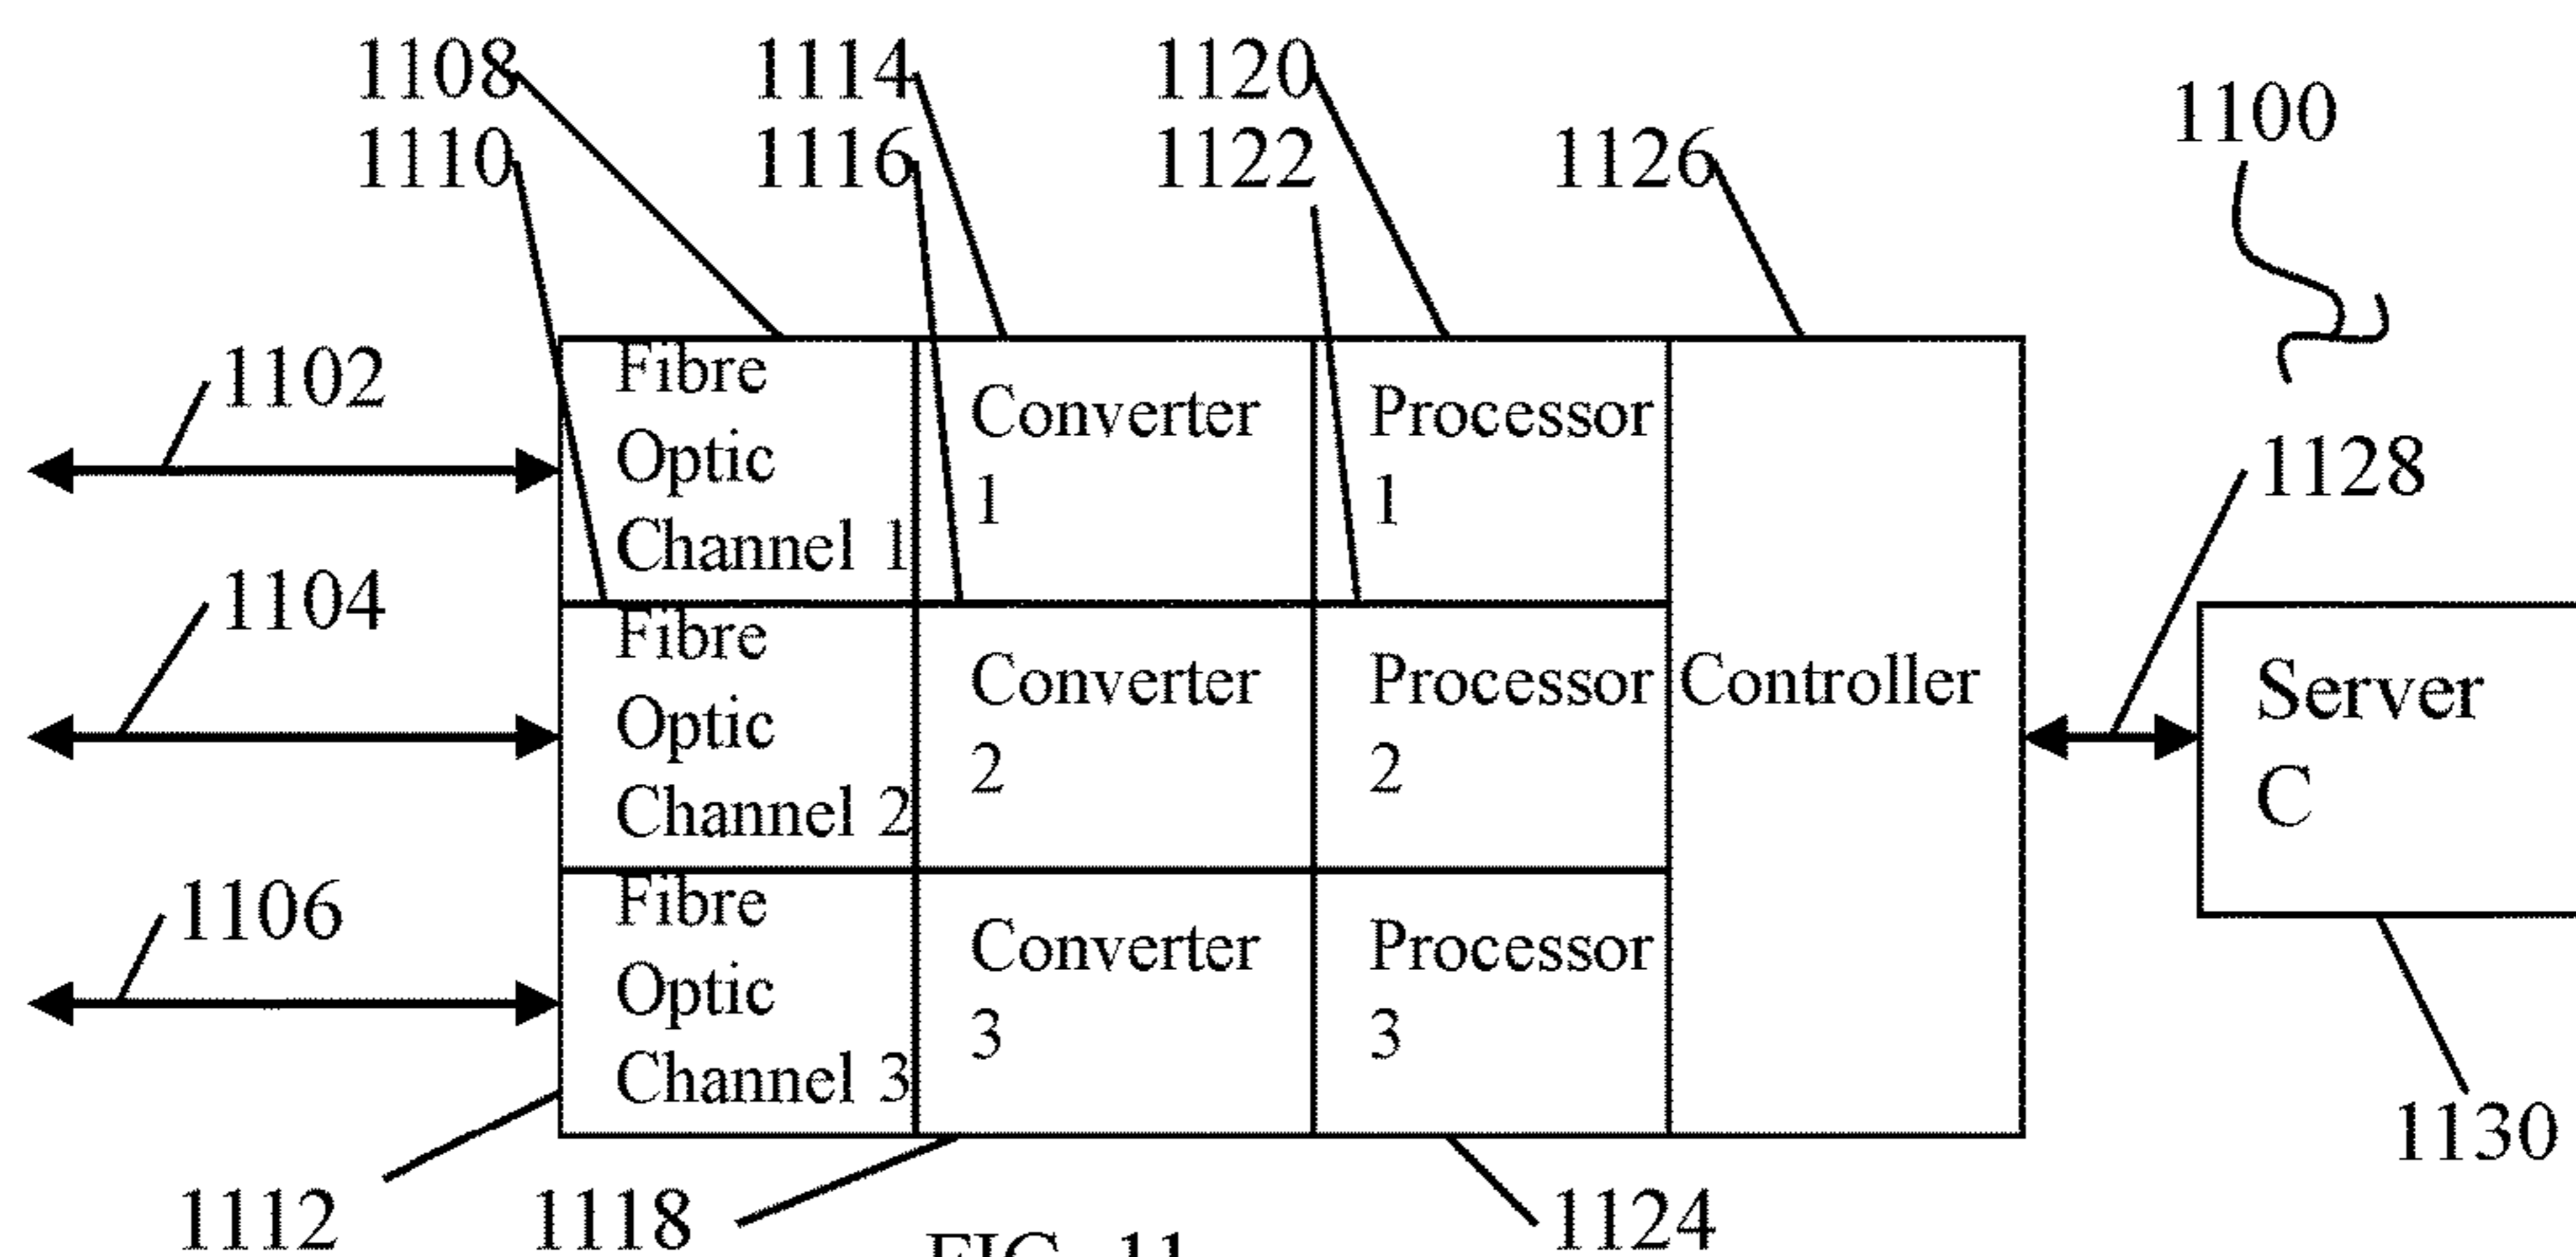 1108
1114
1120
1100
1110
1116
1122
1126
1102
Fibre
Optic
Channel 1
Converter
1
Processor
1
1128
1104
Fibre
Optic
Channel 2
Converter
2
Processor
2
Controller
Server
C
1106
Fibre
Optic
Channel 3
Converter
3
Processor
3
1130
1112
1118
1124
FIG. 11